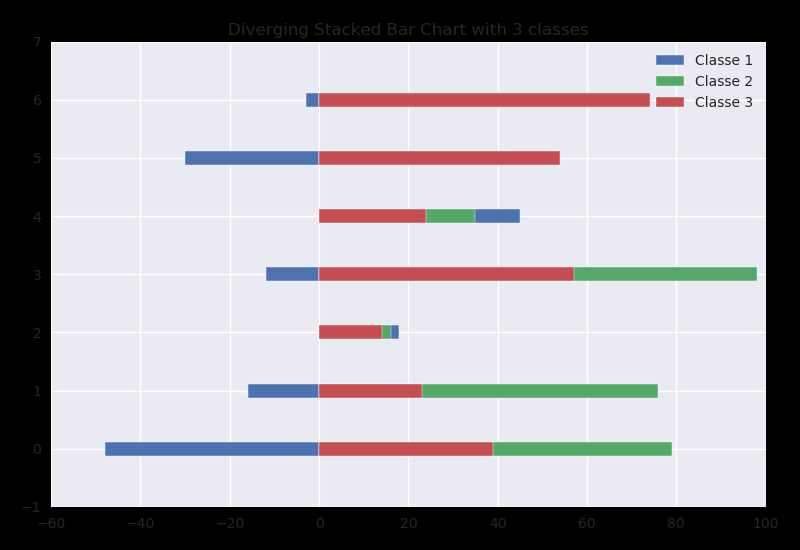 Diverging Stacked Bar Chart with 3 classes
7
6
5
4
3
2
1
0
−1
Classe 1
Classe 2
Classe 3
−60 −40 −20 0 20 40 60 80 100